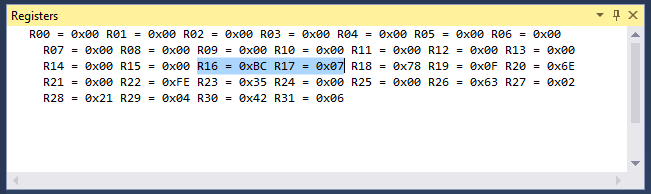 Registers
R00 = 0x00 R01 = 0x00 R02 = 0x00 R03 = 0x00 R04 = 0x00 R05 = 0x00 R06 = 0x00
R07 = 0x00 R08 = 0x00 R09 = 0x00 R10 = 0x00 R11 = 0x00 R12 = 0x00 R13 = 0x00
R14 = 0x00 R15 = 0x00 R16 = 0xBC R17 = 0x07 R18 = 0x78 R19 = 0x0F R20 = 0x6E
R21 = 0x00 R22 = 0xFE R23 = 0x35 R24 = 0x00 R25 = 0x00 R26 = 0x63 R27 = 0x02
R28 = 0x21 R29 = 0x04 R30 = 0x42 R31 = 0x06